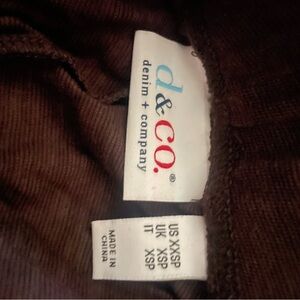 d&co.®
denim + company
US XXSP
UK XSP
IT XSP
MADE IN
CHINA